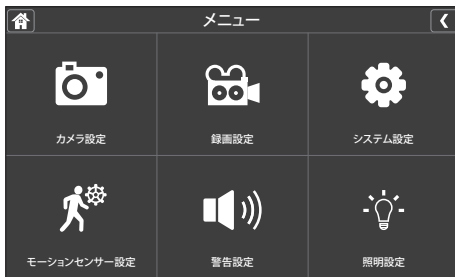 メニュー
カメラ設定
録画設定
システム設定
モーションセンサー設定
警告設定
照明設定